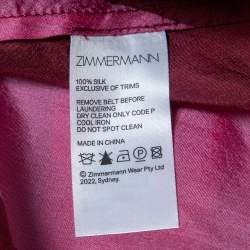 ZIMMERMANN
100% SILK
EXCLUSIVE OF TRIMS
REMOVE BELT BEFORE
LAUNDERING
DRY CLEAN ONLY CODE P
COOL IRON
DO NOT SPOT CLEAN
MADE IN CHINA
© Zimmermann Wear Pty Ltd
2022, Sydney.